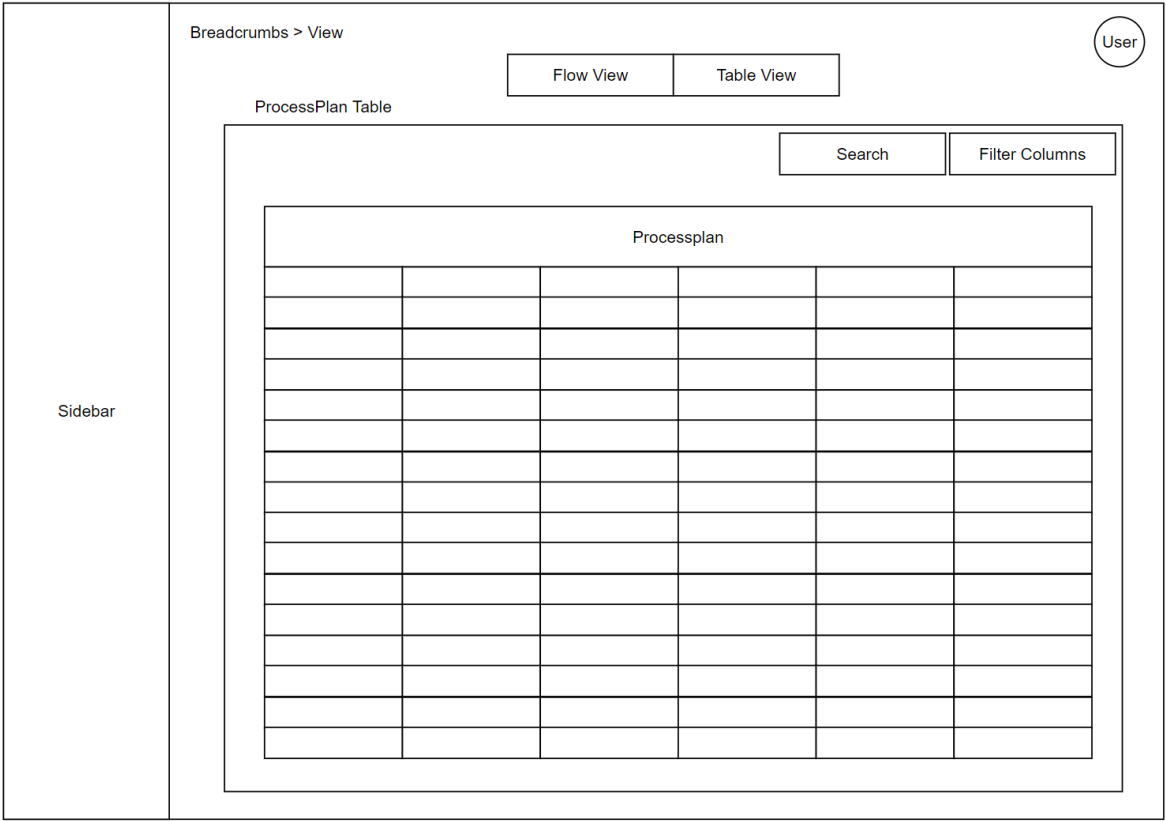 Breadcrumbs > View
User
Flow View
Table View
ProcessPlan Table
Search
Filter Columns
Processplan
Sidebar